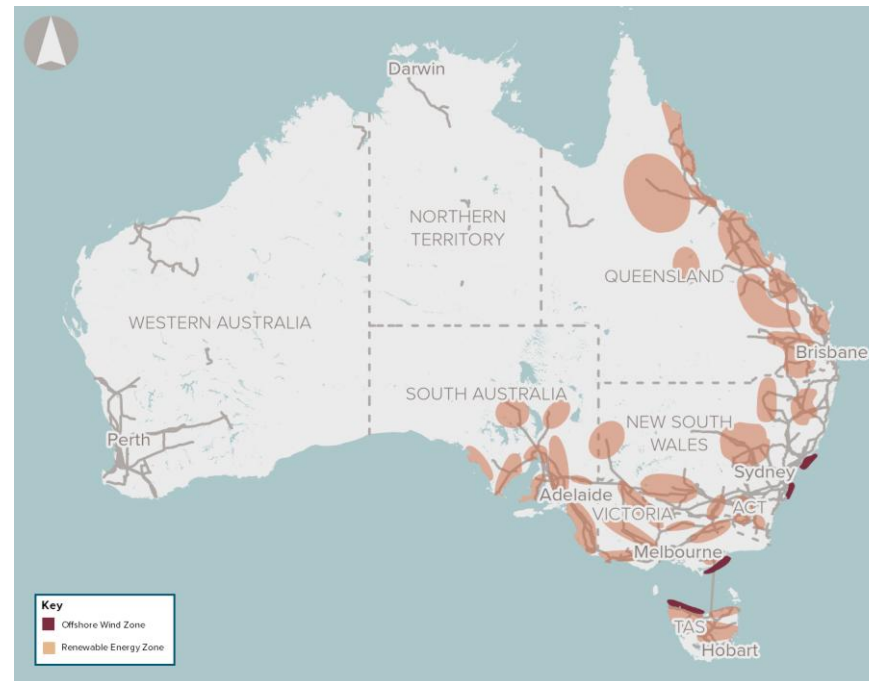 Darwin
NORTHERN
TERRITORY
QUEENSLAND
WESTERN AUSTRALIA
Brisbane
SOUTH AUSTRALIA
NEW SOUTH
WALES
Perth
Sydney
Adelaide
VICTORIA
ACT
Melbourne
TAS
Hobart
Key
Offshore Wind Zone
Renewable Energy Zone